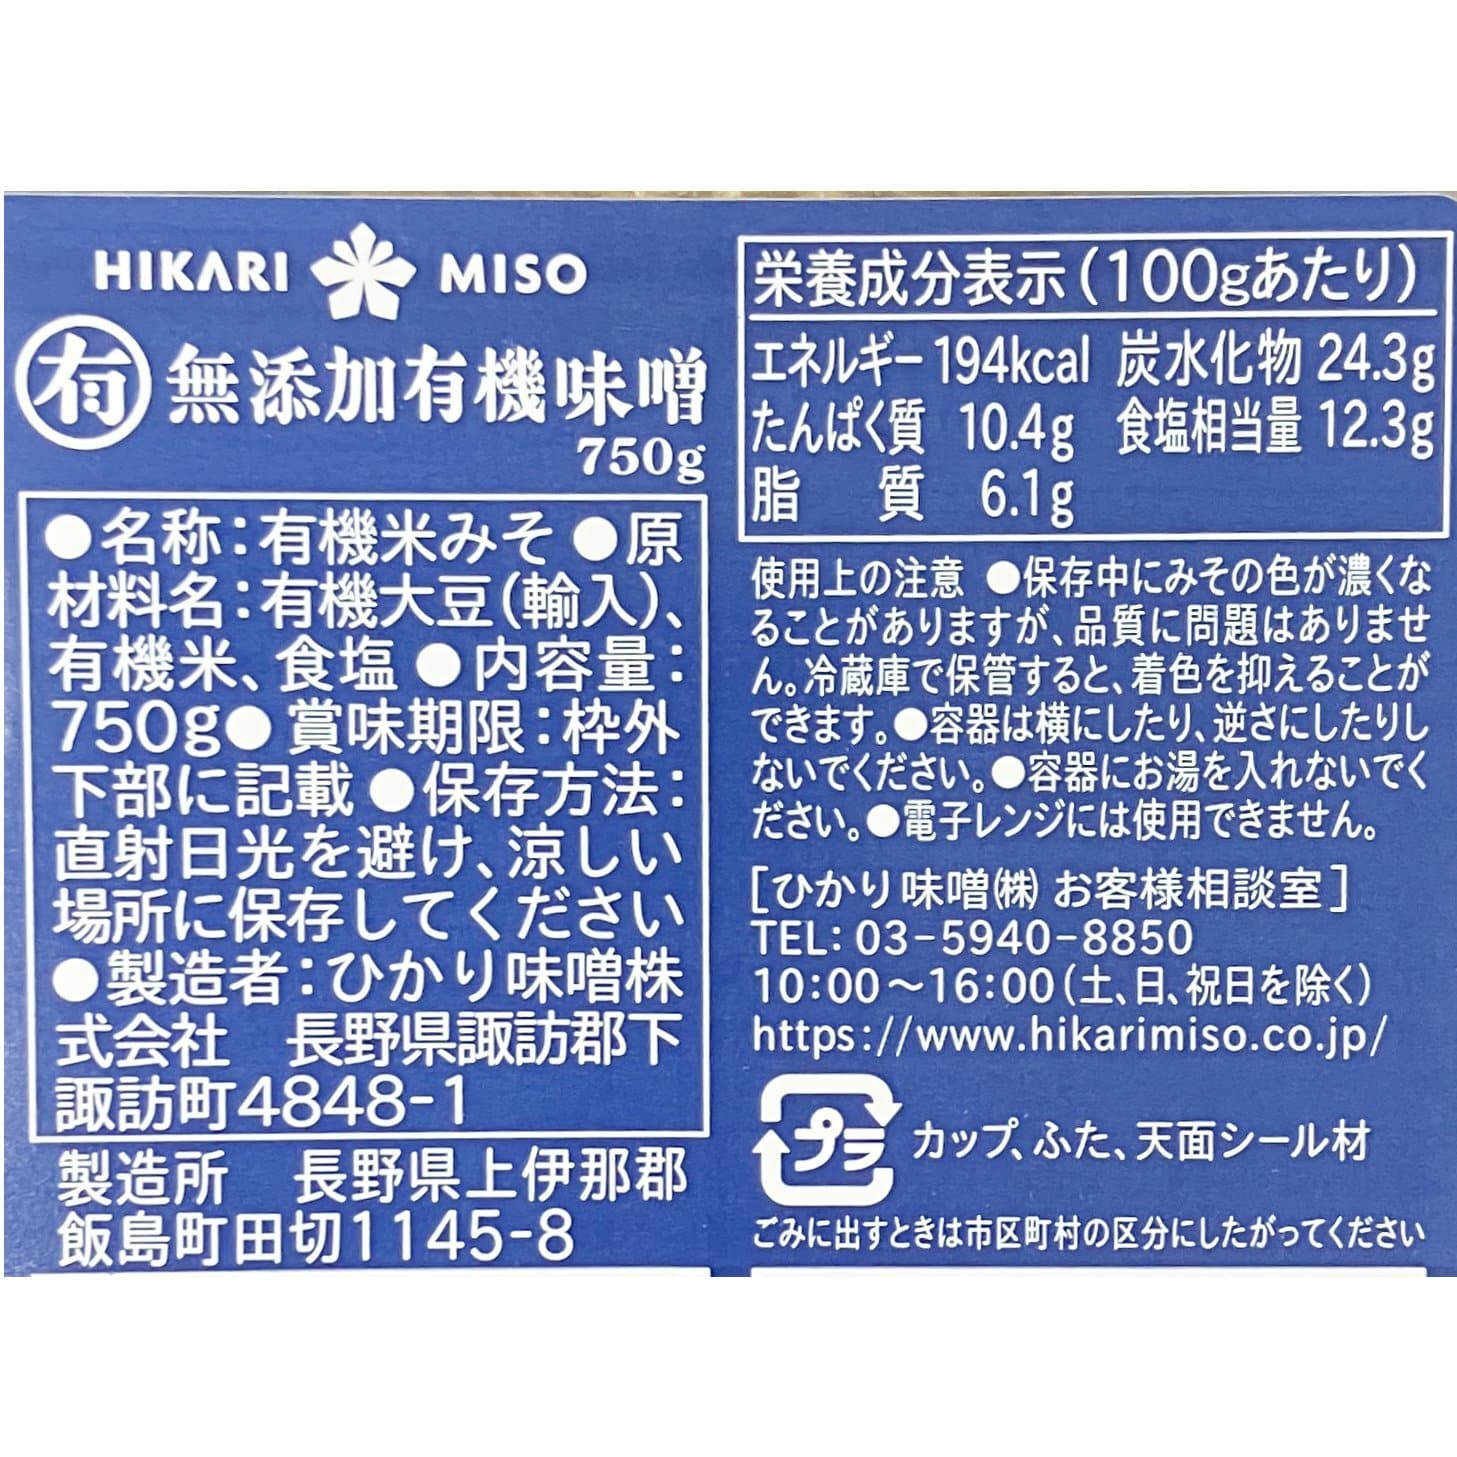 HIKARI MISO
有 無添加有機味噌
750g
●名称：有機米みそ ●原
材料名：有機大豆（輸入）、
有機米、食塩 ●内容量：
750g● 賞味期限：枠外
下部に記載 ●保存方法：
直射日光を避け、涼しい
場所に保存してください
●製造者：ひかり味噌株
式会社 長野県諏訪郡下
諏訪町4848-1
製造所 長野県上伊那郡
飯島町田切1145-8
栄養成分表示（100gあたり）
エネルギー 194kcal 炭水化物 24.3g
たんぱく質 10.4g 食塩相当量 12.3g
脂質 6.1g
使用上の注意 ●保存中にみその色が濃くな
ることがありますが、品質に問題はありませ
ん。冷蔵庫で保管すると、着色を抑えることが
できます。●容器は横にしたり、逆さにしたりし
ないでください。●容器にお湯を入れないでく
ださい。●電子レンジには使用できません。
［ひかり味噌㈱ お客様相談室］
TEL：03-5940-8850
10:00～16:00（土、日、祝日を除く）
https://www.hikarimiso.co.jp/
プラ カップ、ふた、天面シール材
ごみに出すときは市区町村の区分にしたがってください